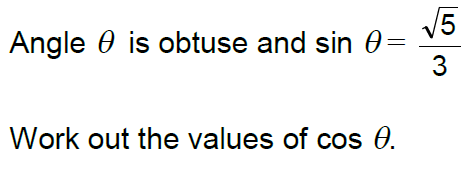 Angle θ is obtuse and sin θ = √5/3
Work out the values of cos θ.